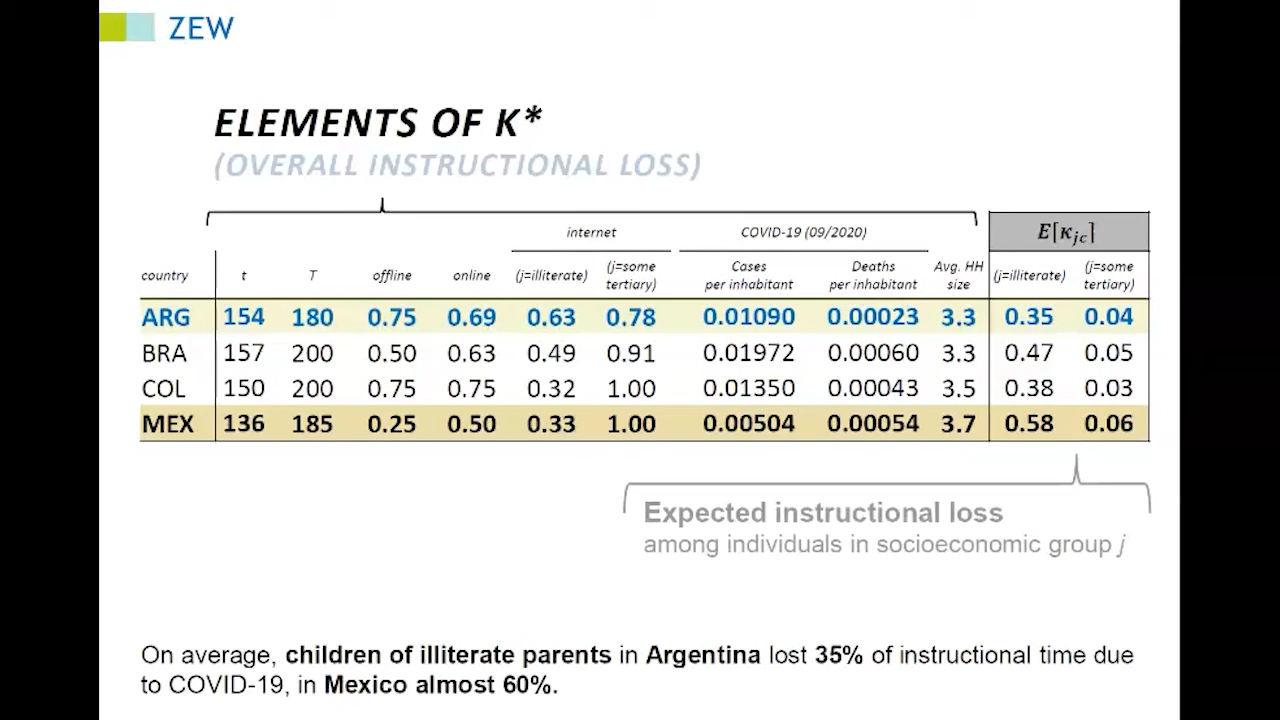 ZEW
ELEMENTS OF K*
(OVERALL INSTRUCTIONAL LOSS)
internet COVID-19 (09/2020) E[κjc]
country t T offline online (j=illiterate) (j=some tertiary) Cases per inhabitant Deaths per inhabitant Avg. HH size (j=illiterate) (j=some tertiary)
ARG 154 180 0.75 0.69 0.63 0.78 0.01090 0.00023 3.3 0.35 0.04
BRA 157 200 0.50 0.63 0.49 0.91 0.01972 0.00060 3.3 0.47 0.05
COL 150 200 0.75 0.75 0.32 1.00 0.01350 0.00043 3.5 0.38 0.03
MEX 136 185 0.25 0.50 0.33 1.00 0.00504 0.00054 3.7 0.58 0.06
Expected instructional loss
among individuals in socioeconomic group j
On average, children of illiterate parents in Argentina lost 35% of instructional time due
to COVID-19, in Mexico almost 60%.